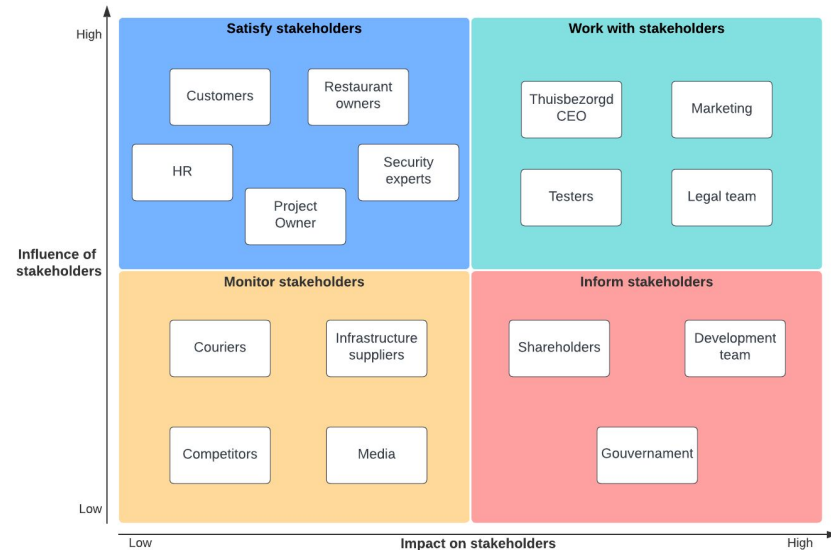 High
Satisfy stakeholders
Work with stakeholders
Customers
Restaurant
owners
Thuisbezorgd
CEO
Marketing
HR
Security
experts
Project
Owner
Testers
Legal team
Influence of
stakeholders
Monitor stakeholders
Inform stakeholders
Couriers
Infrastructure
suppliers
Shareholders
Development
team
Competitors
Media
Gouvernament
Low
Low
Impact on stakeholders
High